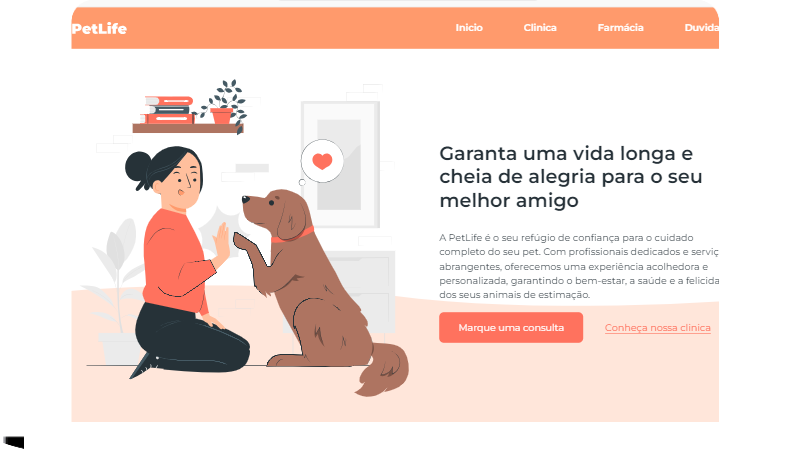 PetLife
Inicio Clinica Farmácia Duvida
Garanta uma vida longa e
cheia de alegria para o seu
melhor amigo
A PetLife é o seu refúgio de confiança para o cuidado
completo do seu pet. Com profissionais dedicados e serviç
abrangentes, oferecemos uma experiência acolhedora e
personalizada, garantindo o bem-estar, a saúde e a felicida
dos seus animais de estimação.
Marque uma consulta
Conheça nossa clinica